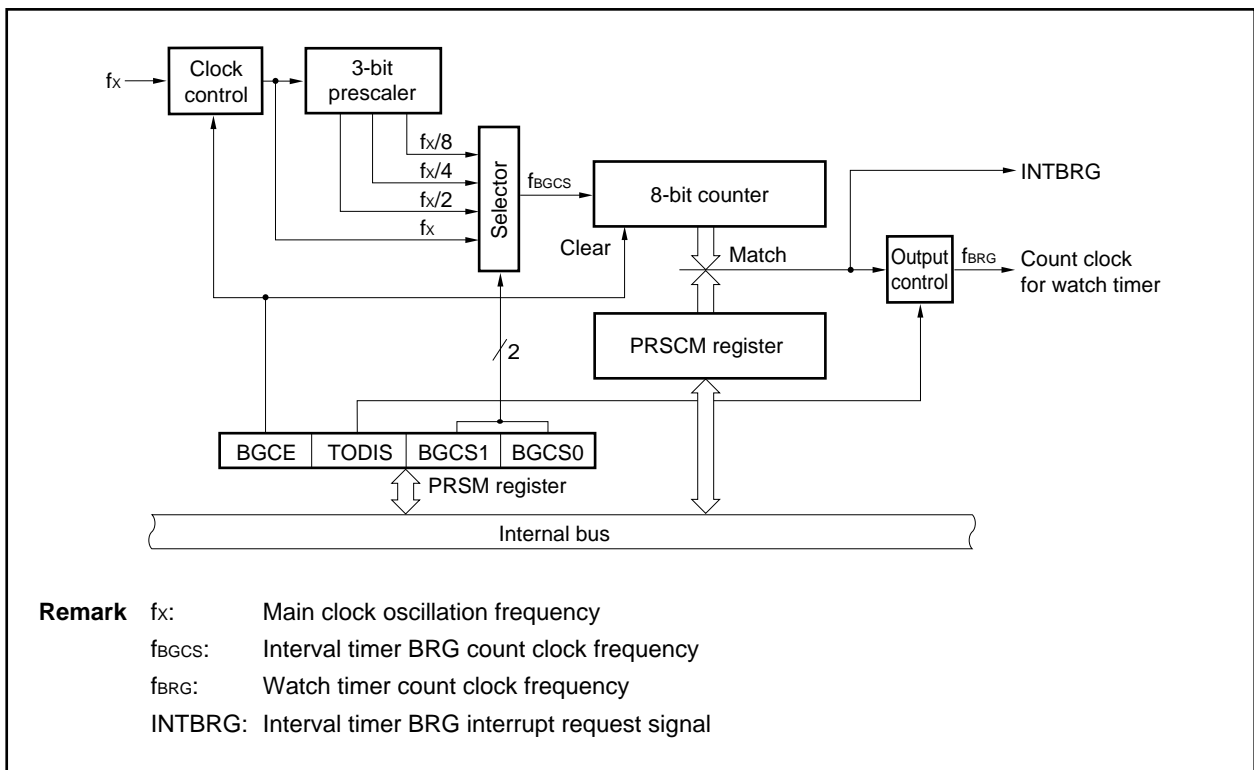 fX
Clock
control
3-bit
prescaler
fX/8
fX/4
fX/2
fX
Selector
fBGCS
8-bit counter
Clear
Match
INTBRG
Output
control
fBRG
Count clock
for watch timer
PRSCM register
2
BGCE TODIS BGCS1 BGCS0
PRSM register
Internal bus
Remark fX: Main clock oscillation frequency
fBGCS: Interval timer BRG count clock frequency
fBRG: Watch timer count clock frequency
INTBRG: Interval timer BRG interrupt request signal